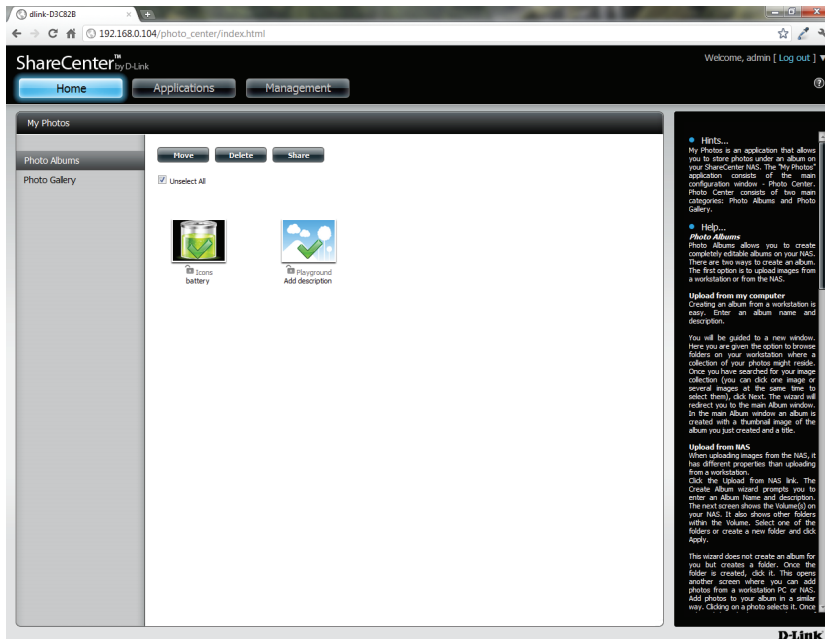 dlink-D3C82B
192.168.0.104/photo_center/index.html
ShareCenter™ by D-Link
Welcome, admin [ Log out ]
Home Applications Management
My Photos
Photo Albums
Photo Gallery
Move Delete Share
Unselect All
Icons
battery
Playground
Add description
Hints...
My Photos is an application that allows
you to store photos under an album on
your ShareCenter NAS. The "My Photos"
application consists of the main
configuration window - Photo Center.
Photo Center consists of two main
categories: Photo Albums and Photo
Gallery.
Help...
Photo Albums
Photo Albums allows you to create
completely editable albums on your NAS.
There are two ways to create an album.
The first option is to upload images from
a workstation or from the NAS.
Upload from my computer
Creating an album from a workstation is
easy. Enter an album name and
description.
You will be guided to a new window.
Here you are given the option to browse
folders on your workstation where a
collection of your photos might reside.
Once you have searched for your image
collection (you can click one image or
several images at the same time to
select them), click Next. The wizard will
redirect you to the main Album window.
In the main Album window an album is
created with a thumbnail image of the
album you just created and a title.
Upload from NAS
When uploading images from the NAS, it
has different properties than uploading
from a workstation.
Click the Upload from NAS link. The
Create Album wizard prompts you to
enter an Album Name and description.
The next screen shows the Volume(s) on
your NAS. It also shows other folders
within the Volume. Select one of the
folders or create a new folder and click
Apply.
This wizard does not create an album for
you but creates a folder. Once the
folder is created, click it. This opens
another screen where you can add
photos from a workstation PC or NAS.
Add photos to your album in a similar
way. Clicking on a photo selects it. Once
D-Link